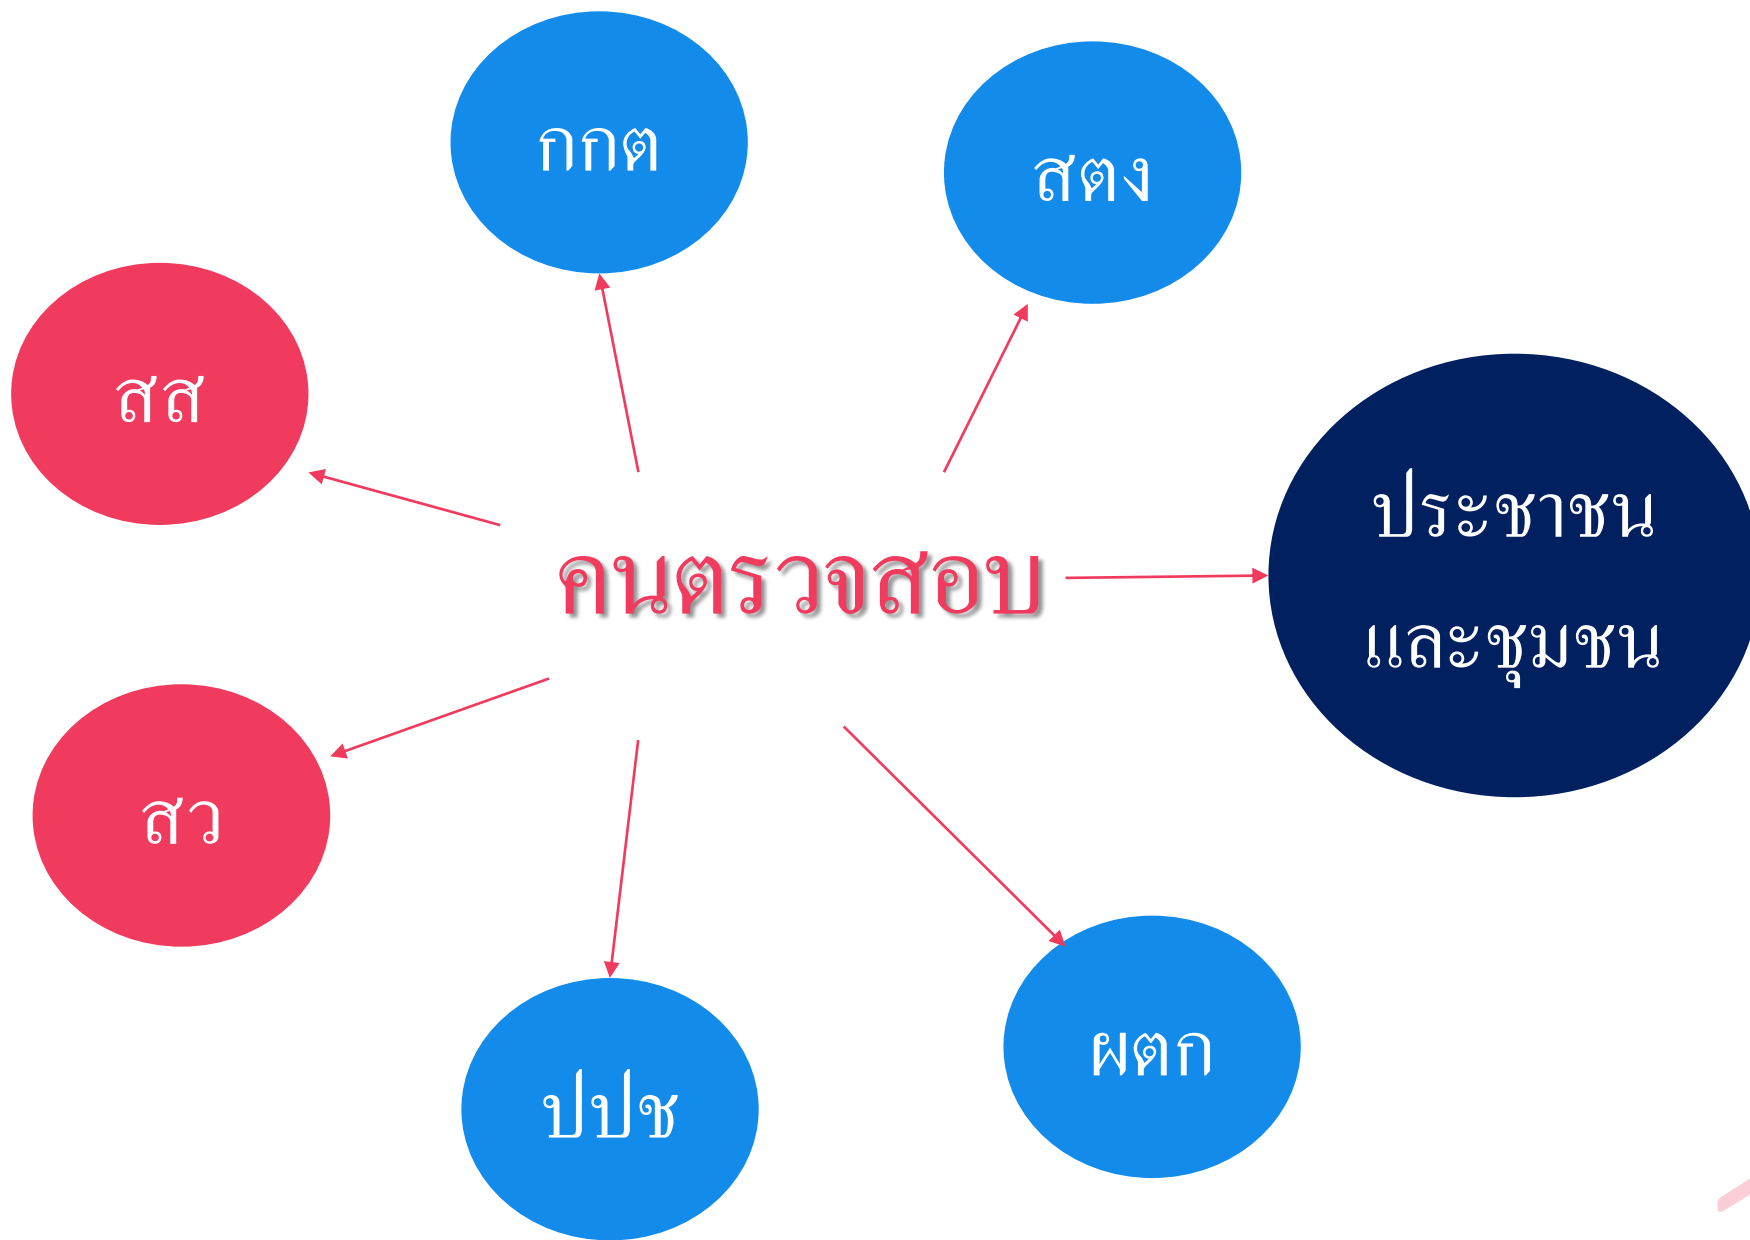 กกต
สตง
สส
ประชาชน
และชุมชน
คนตรวจสอบ
สว
ผตก
ปปช